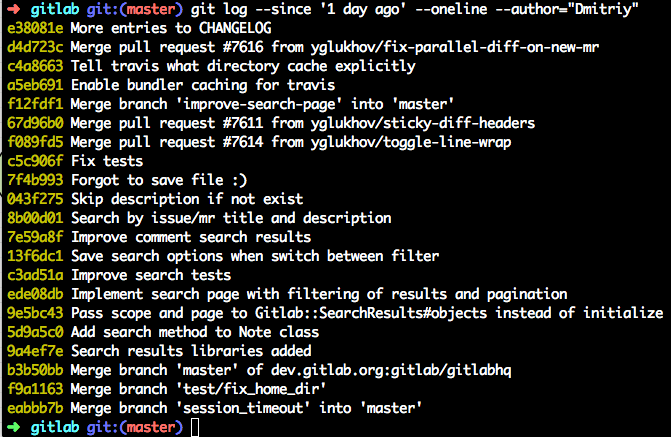 ➜ gitlab git:(master) git log --since '1 day ago' --oneline --author="Dmitriy"
e38081e More entries to CHANGELOG
d4d723c Merge pull request #7616 from yglukhov/fix-parallel-diff-on-new-mr
c4a8663 Tell travis what directory cache explicitly
a5eb691 Enable bundler caching for travis
f12fdf1 Merge branch 'improve-search-page' into 'master'
67d96b0 Merge pull request #7611 from yglukhov/sticky-diff-headers
f089fd5 Merge pull request #7614 from yglukhov/toggle-line-wrap
c5c906f Fix tests
7f4b993 Forgot to save file :)
043f275 Skip description if not exist
8b00d01 Search by issue/mr title and description
7e59a8f Improve comment search results
13f6dc1 Save search options when switch between filter
c3ad51a Improve search tests
ede08db Implement search page with filtering of results and pagination
9e5bc43 Pass scope and page to Gitlab::SearchResults#objects instead of initialize
5d9a5c0 Add search method to Note class
9a4ef7e Search results libraries added
b3b50bb Merge branch 'master' of dev.gitlab.org:gitlab/gitlabhq
f9a1163 Merge branch 'test/fix_home_dir'
eabbb7b Merge branch 'session_timeout' into 'master'
➜ gitlab git:(master)